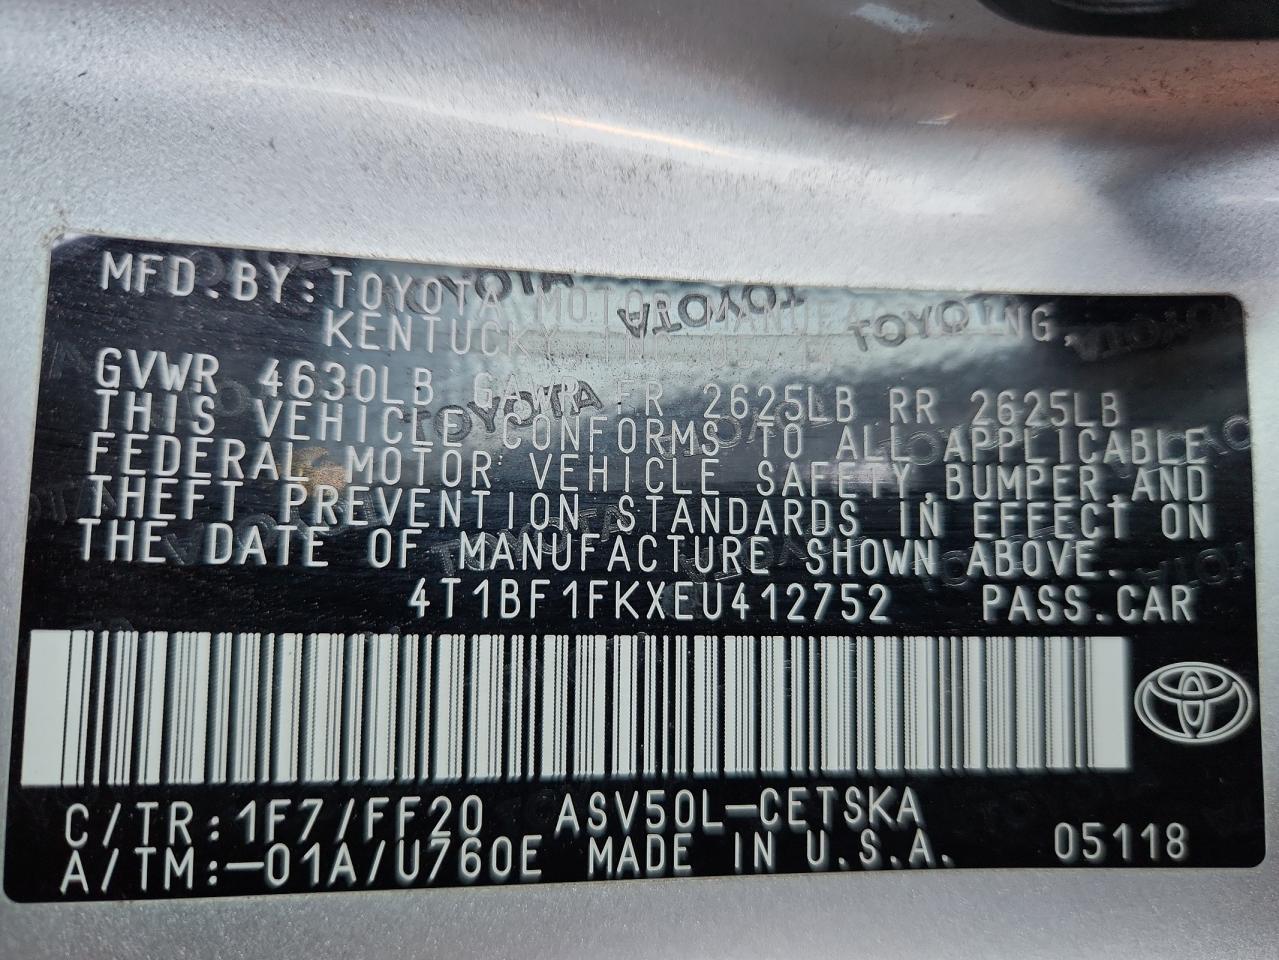 MFD.BY:TOYOTA MOTOR MANUFACTURING,
KENTUCKY, INC.
GVWR 4630LB GAWR FR 2625LB RR 2625LB
THIS VEHICLE CONFORMS TO ALL APPLICABLE
FEDERAL MOTOR VEHICLE SAFETY,BUMPER,AND
THEFT PREVENTION STANDARDS IN EFFECT ON
THE DATE OF MANUFACTURE SHOWN ABOVE.
4T1BF1FKXEU412752 PASS.CAR
C/TR:1F7/FF20 ASV50L-CETSKA
A/TM:-01A/U760E MADE IN U.S.A. 05118